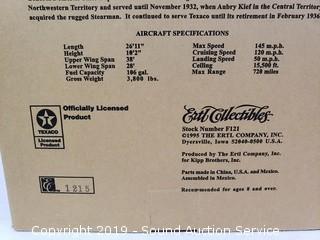 Northwestern Territory and served until November 1932, when Aubry Kief of the Central Territory
acquired the rugged Stearman. It continued to serve Texaco until its retirement in February 1936.
AIRCRAFT SPECIFICATIONS
Length 26'11" Max Speed 145 m.p.h.
Height 10'2" Cruising Speed 120 m.p.h.
Upper Wing Span 38' Landing Speed 50 m.p.h.
Lower Wing Span 28' Ceiling 15,500 ft.
Fuel Capacity 106 gal. Max Range 720 miles
Gross Weight 3,800 lbs.
TEXACO
Licensed
Product
Officially Licensed
Product
Ertl Collectibles
Stock Number F121
©1995 THE ERTL COMPANY, INC.
Dyersville, Iowa 52040-0500 USA
Produced by The Ertl Company, Inc.
for Kipp Brothers, Inc.
Parts made in China, U.S.A. and Mexico.
Assembled in Mexico.
Recommended for ages 8 and over.
1215
Copyright 2019 - Sound Auction Service